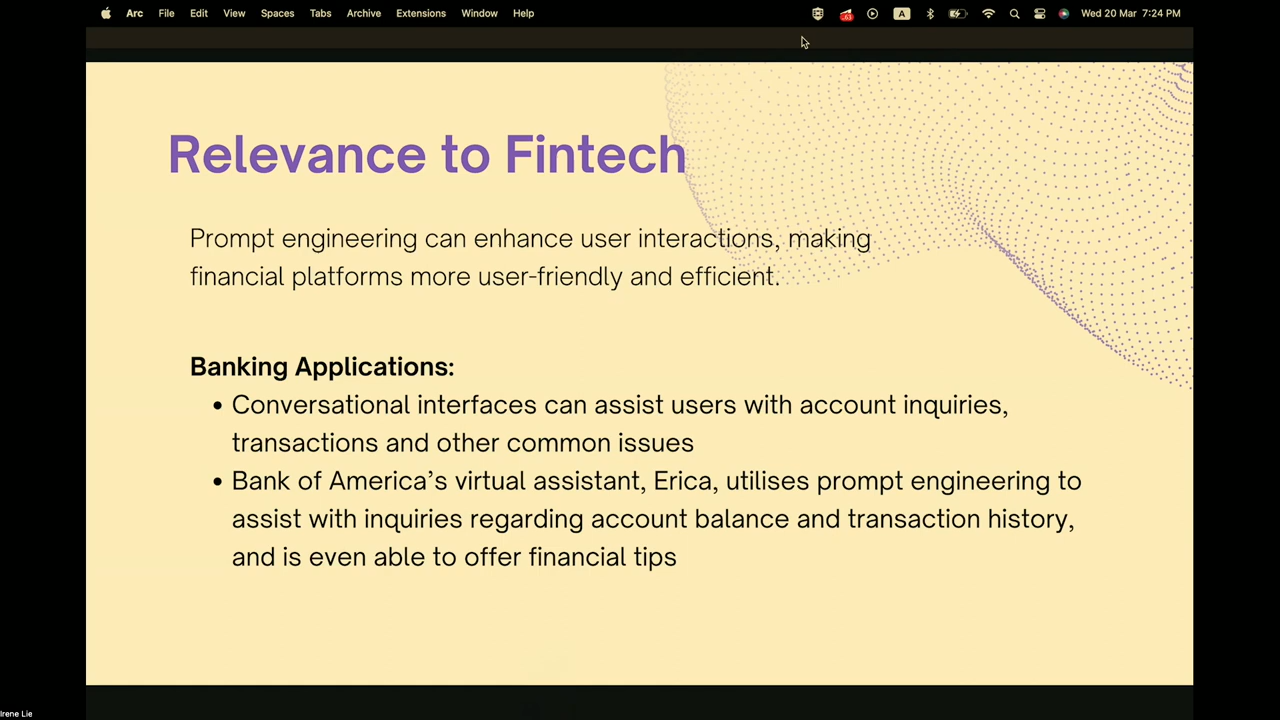 Arc File Edit View Spaces Tabs Archive Extensions Window Help A Wed 20 Mar 7:24 PM
Relevance to Fintech
Prompt engineering can enhance user interactions, making
financial platforms more user-friendly and efficient.
Banking Applications:
• Conversational interfaces can assist users with account inquiries,
transactions and other common issues
• Bank of America’s virtual assistant, Erica, utilises prompt engineering to
assist with inquiries regarding account balance and transaction history,
and is even able to offer financial tips
Irene Lie